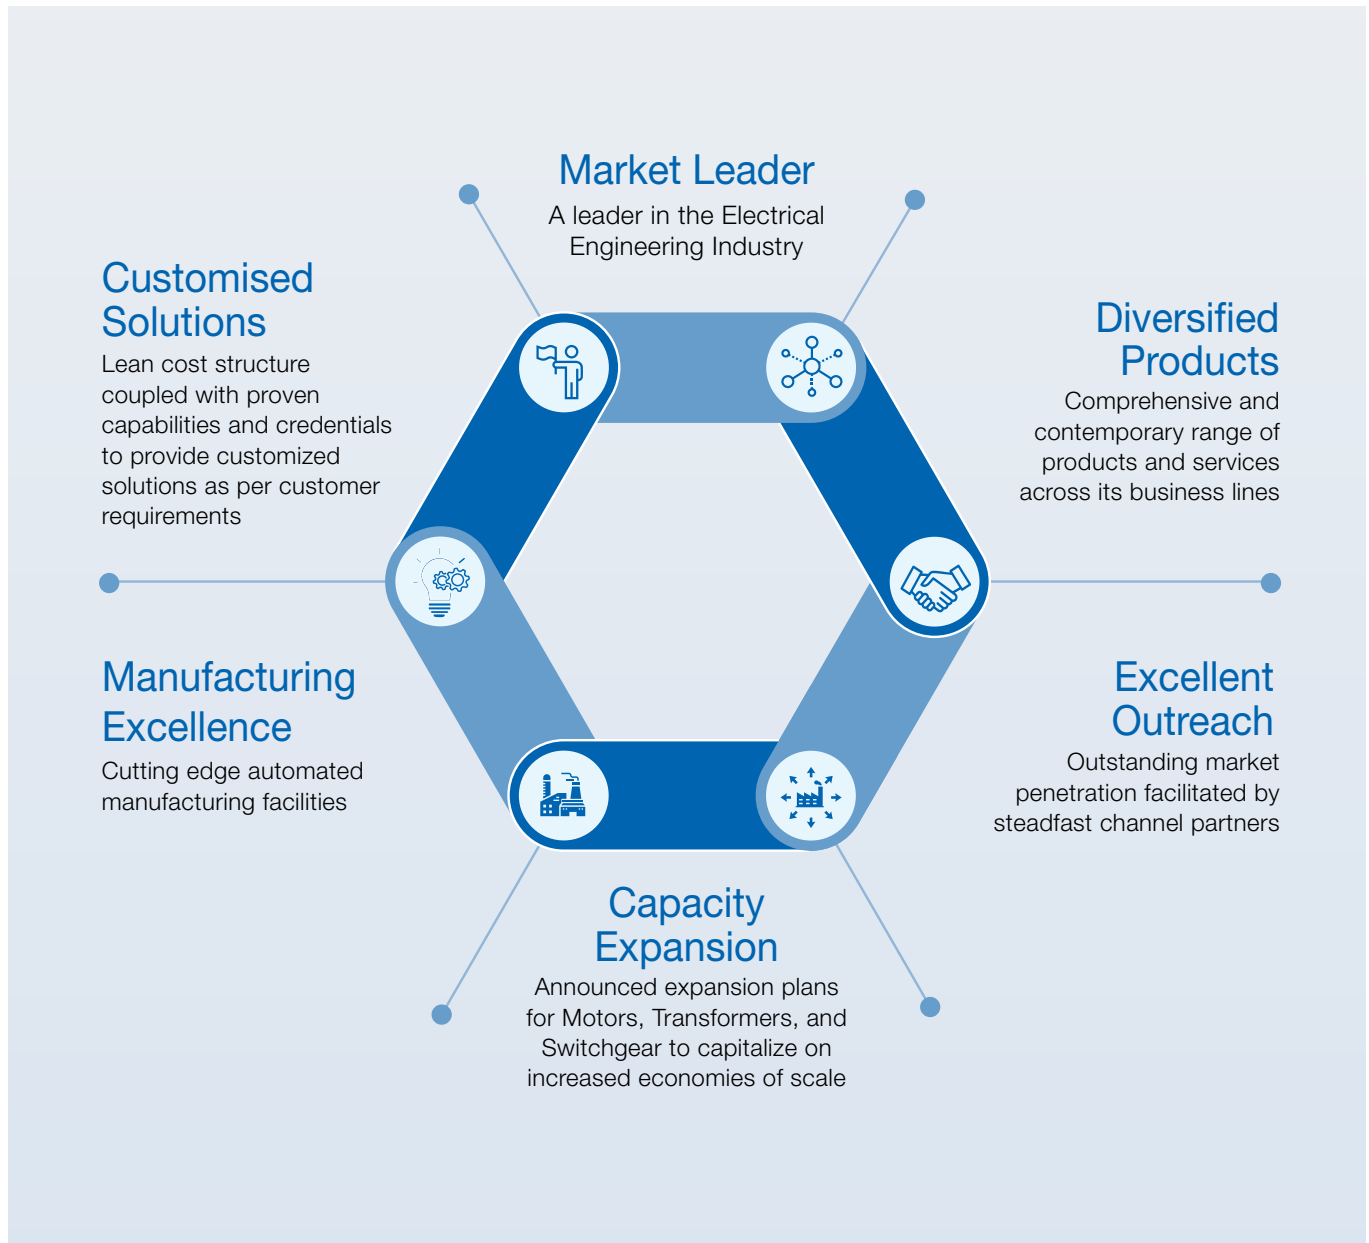 Market Leader
A leader in the Electrical
Engineering Industry
Diversified
Products
Comprehensive and
contemporary range of
products and services
across its business lines
Excellent
Outreach
Outstanding market
penetration facilitated by
steadfast channel partners
Capacity
Expansion
Announced expansion plans
for Motors, Transformers, and
Switchgear to capitalize on
increased economies of scale
Manufacturing
Excellence
Cutting edge automated
manufacturing facilities
Customised
Solutions
Lean cost structure
coupled with proven
capabilities and credentials
to provide customized
solutions as per customer
requirements